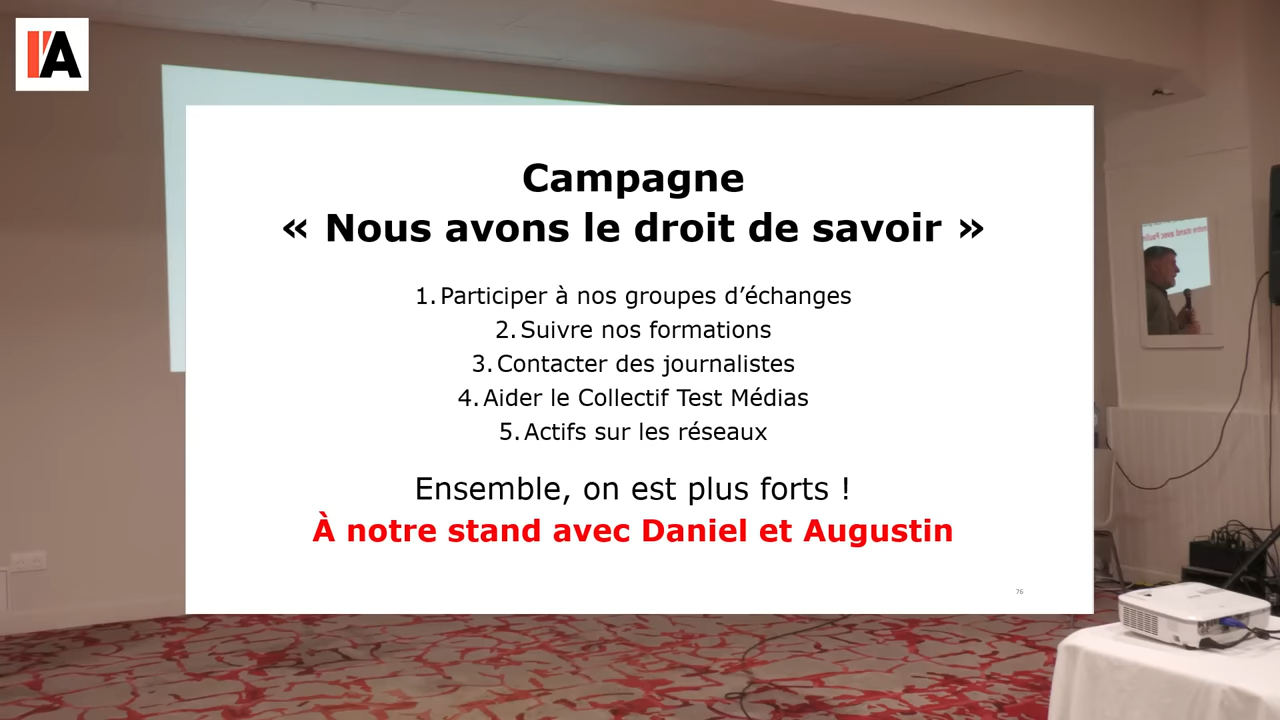 I'A
Campagne
« Nous avons le droit de savoir »
1. Participer à nos groupes d’échanges
2. Suivre nos formations
3. Contacter des journalistes
4. Aider le Collectif Test Médias
5. Actifs sur les réseaux
Ensemble, on est plus forts !
À notre stand avec Daniel et Augustin
76